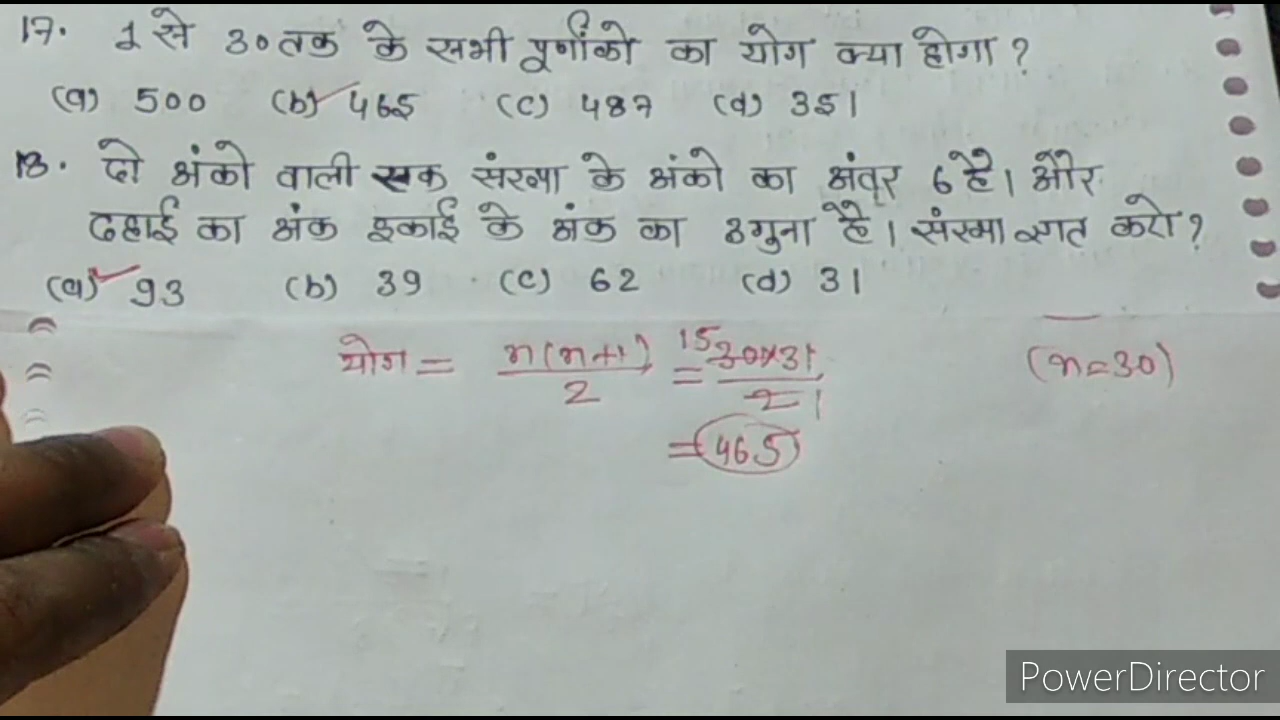 17. 1 से 30 तक के सभी पूर्णांको का योग क्या होगा ?
(a) 500 (b) 465 (c) 487 (d) 351
18. दो अंको वाली एक संख्या के अंको का अंतर 6 है। और
दहाई का अंक इकाई के अंक का 3 गुना है। संख्या ज्ञात करो ?
(a) 93 (b) 39 (c) 62 (d) 31
योग = n(n+1)/2 = 15 30×31/2 1 (n=30)
= 465
PowerDirector